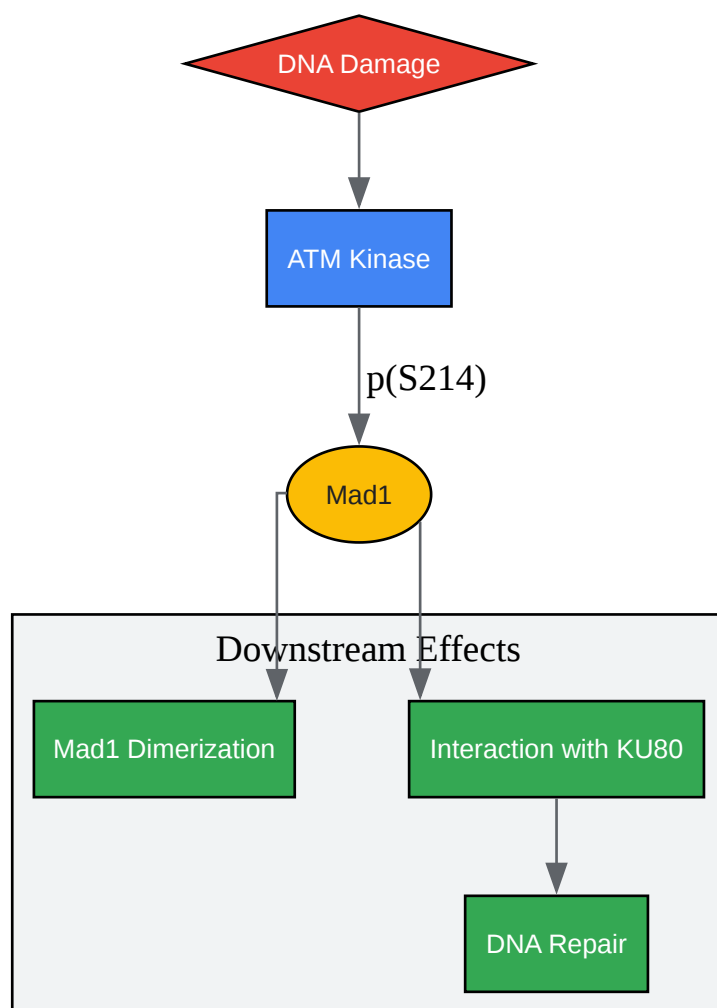 DNA Damage
ATM Kinase
p(S214)
Mad1
Downstream Effects
Mad1 Dimerization
Interaction with KU80
DNA Repair